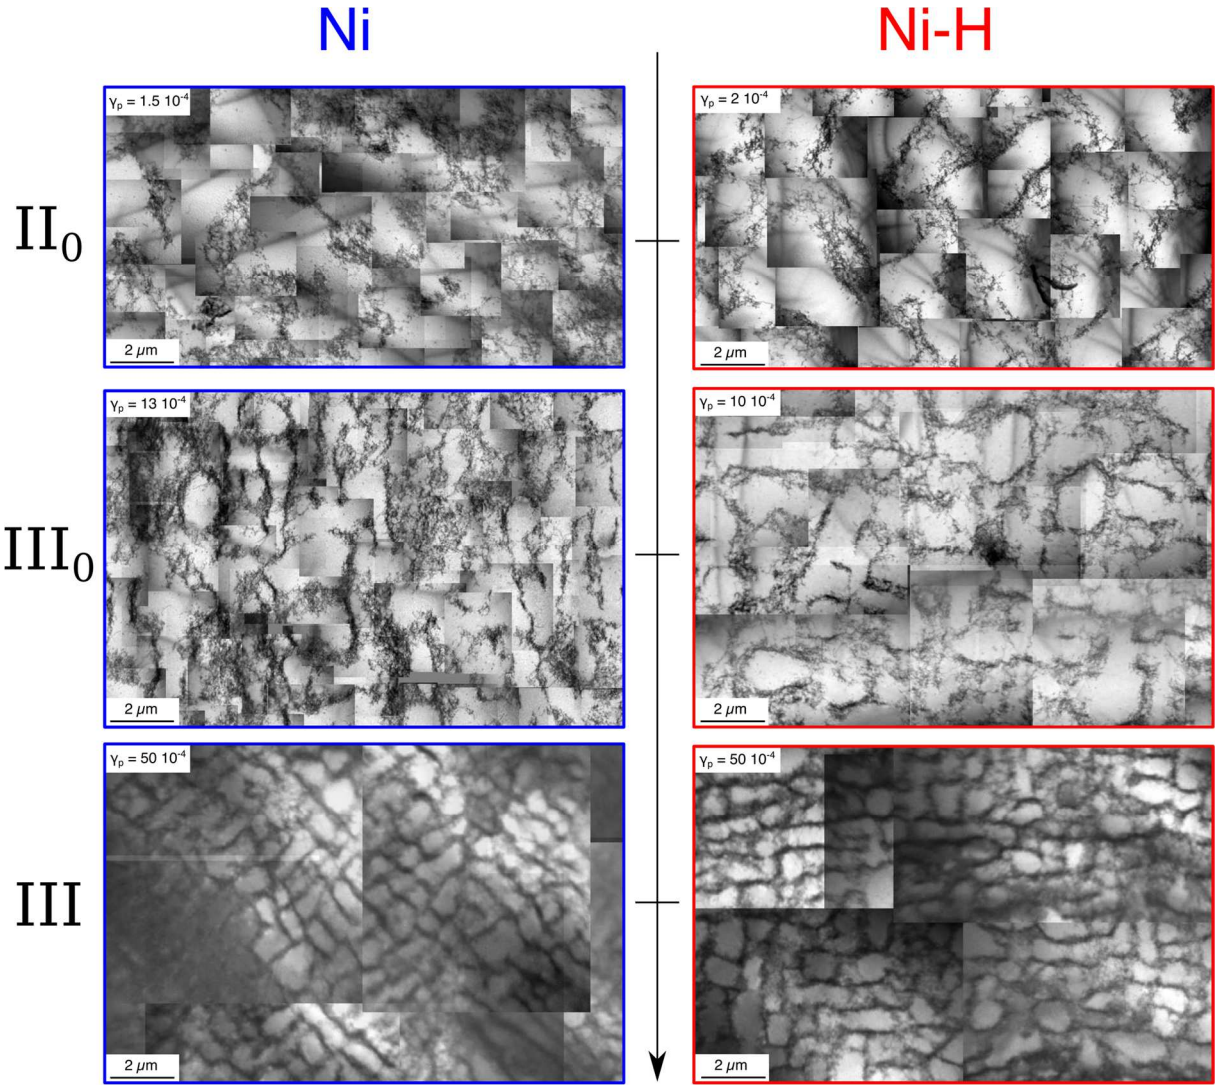 Ni
Ni-H
γp = 1.5 10⁻⁴
γp = 2 10⁻⁴
II₀
2 µm
2 µm
γp = 13 10⁻⁴
γp = 10 10⁻⁴
III₀
2 µm
2 µm
γp = 50 10⁻⁴
γp = 50 10⁻⁴
III
2 µm
2 µm